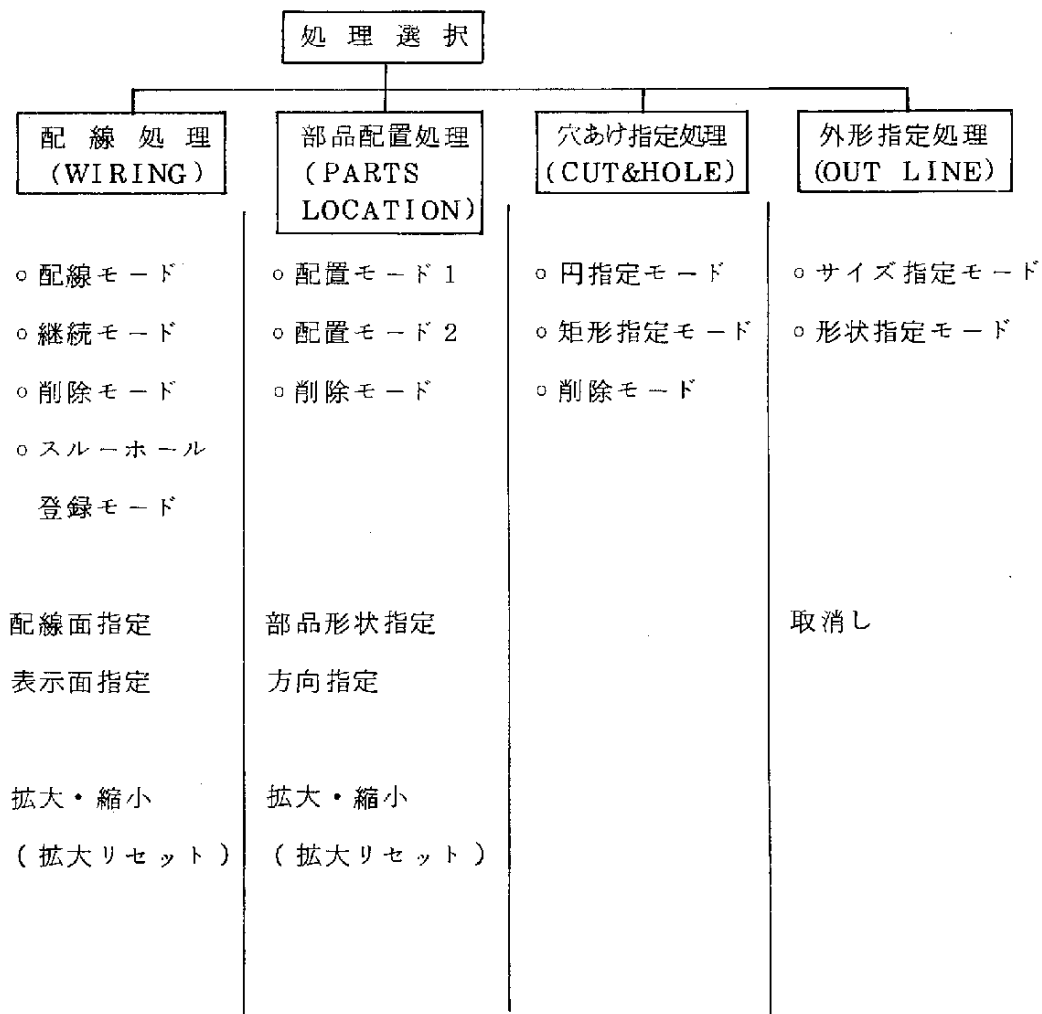 処理選択
配線処理
(WIRING)
部品配置処理
(PARTS
LOCATION)
穴あけ指定処理
(CUT&HOLE)
外形指定処理
(OUT LINE)
○配線モード
○継続モード
○削除モード
○スルーホール
登録モード
配線面指定
表示面指定
拡大・縮小
(拡大リセット)
○配置モード1
○配置モード2
○削除モード
部品形状指定
方向指定
拡大・縮小
(拡大リセット)
○円指定モード
○矩形指定モード
○削除モード
○サイズ指定モード
○形状指定モード
取消し